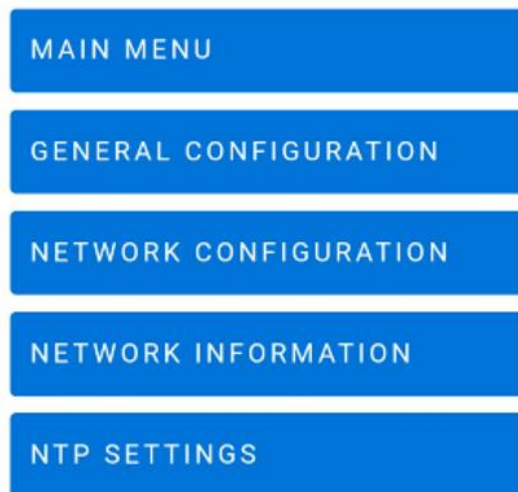 MAIN MENU
GENERAL CONFIGURATION
NETWORK CONFIGURATION
NETWORK INFORMATION
NTP SETTINGS